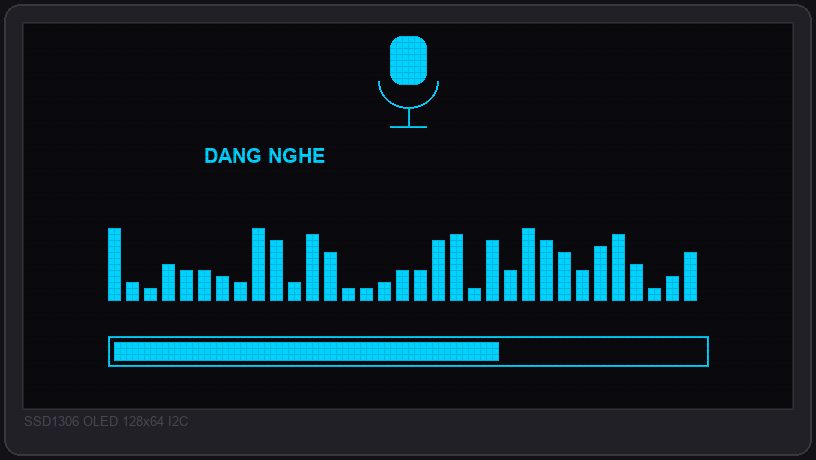 DANG NGHE
SSD1306 OLED 128x64 I2C